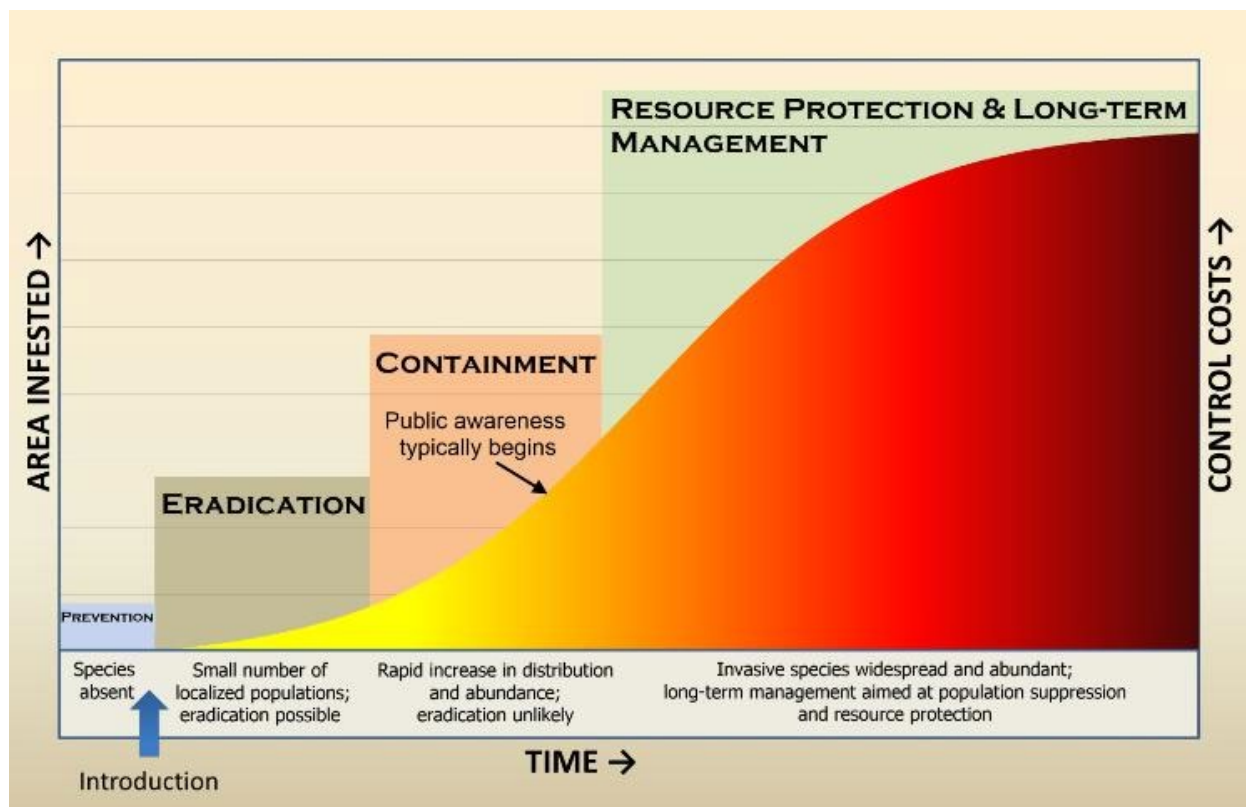 RESOURCE PROTECTION & LONG-TERM
MANAGEMENT
CONTAINMENT
Public awareness
typically begins
ERADICATION
PREVENTION
AREA INFESTED →
CONTROL COSTS →
Species
absent
Small number of
localized populations;
eradication possible
Rapid increase in distribution
and abundance;
eradication unlikely
Invasive species widespread and abundant;
long-term management aimed at population suppression
and resource protection
TIME →
Introduction